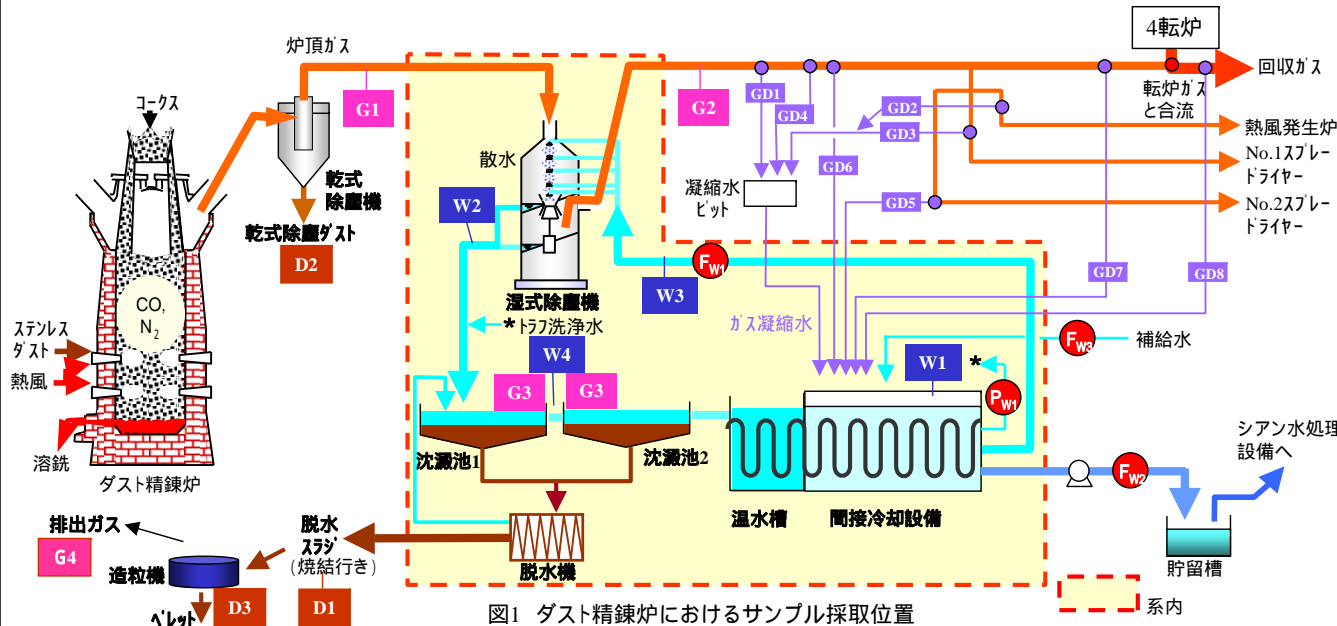 4転炉
炉頂ガス
回収ガス
転炉ガス
と合流
コークス
G1
G2
GD1
GD4
GD2
GD3
GD6
GD5
GD7
GD8
熱風発生炉
No.1スプレー
ドライヤー
No.2スプレー
ドライヤー
散水
凝縮水
ピット
乾式
除塵機
乾式除塵ダスト
D2
W2
FW1
W3
湿式除塵機
*トラフ洗浄水
ガス凝縮水
CO,
N2
ステンレス
ダスト
熱風
溶銑
ダスト精錬炉
W4
G3
G3
W1
*
PW1
FW3
補給水
沈澱池1
沈澱池2
温水槽
間接冷却設備
FW2
シアン水処理
設備へ
貯留槽
排出ガス
G4
造粒機
ペレット
D3
脱水
スラジ
(焼結行き)
D1
脱水機
系内
図1 ダスト精錬炉におけるサンプル採取位置